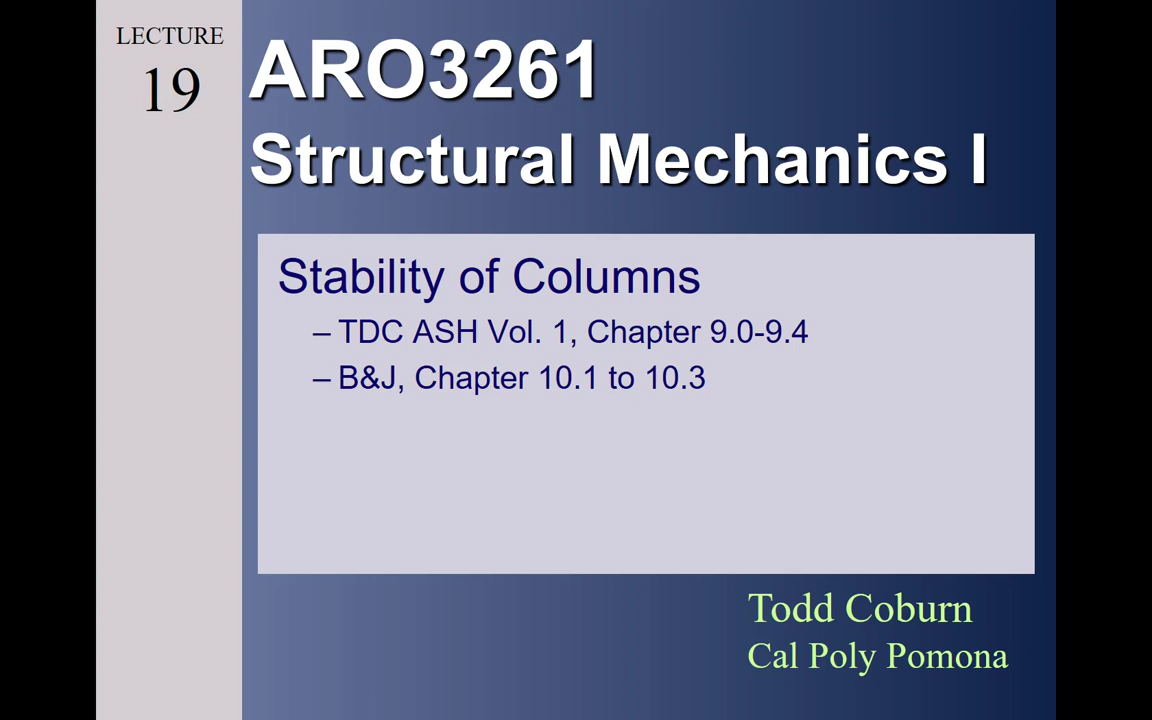 LECTURE
19
ARO3261
Structural Mechanics I
Stability of Columns
– TDC ASH Vol. 1, Chapter 9.0-9.4
– B&J, Chapter 10.1 to 10.3
Todd Coburn
Cal Poly Pomona